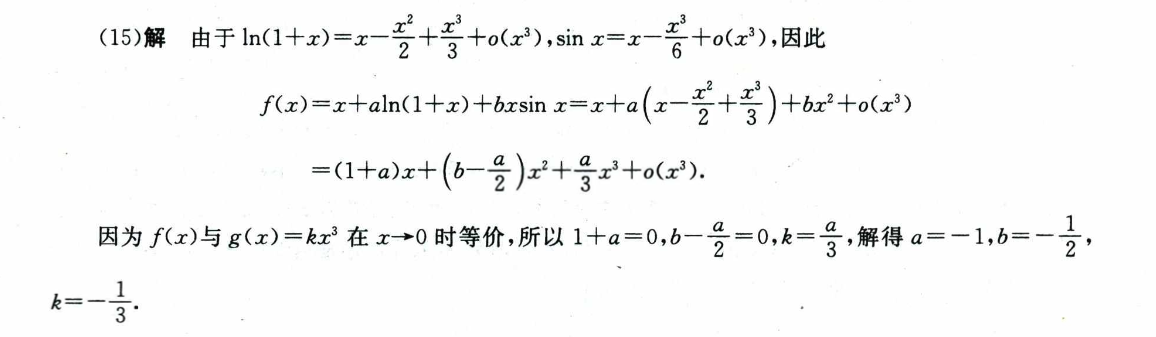 (15)解 由于 ln(1+x)=x-x²/2+x³/3+o(x³),sin x=x-x³/6+o(x³),因此
f(x)=x+aln(1+x)+bxsin x=x+a(x-x²/2+x³/3)+bx²+o(x³)
=(1+a)x+(b-a/2)x²+a/3x³+o(x³).
因为 f(x)与 g(x)=kx³ 在 x→0 时等价,所以 1+a=0,b-a/2=0,k=a/3,解得 a=-1,b=-1/2,
k=-1/3.